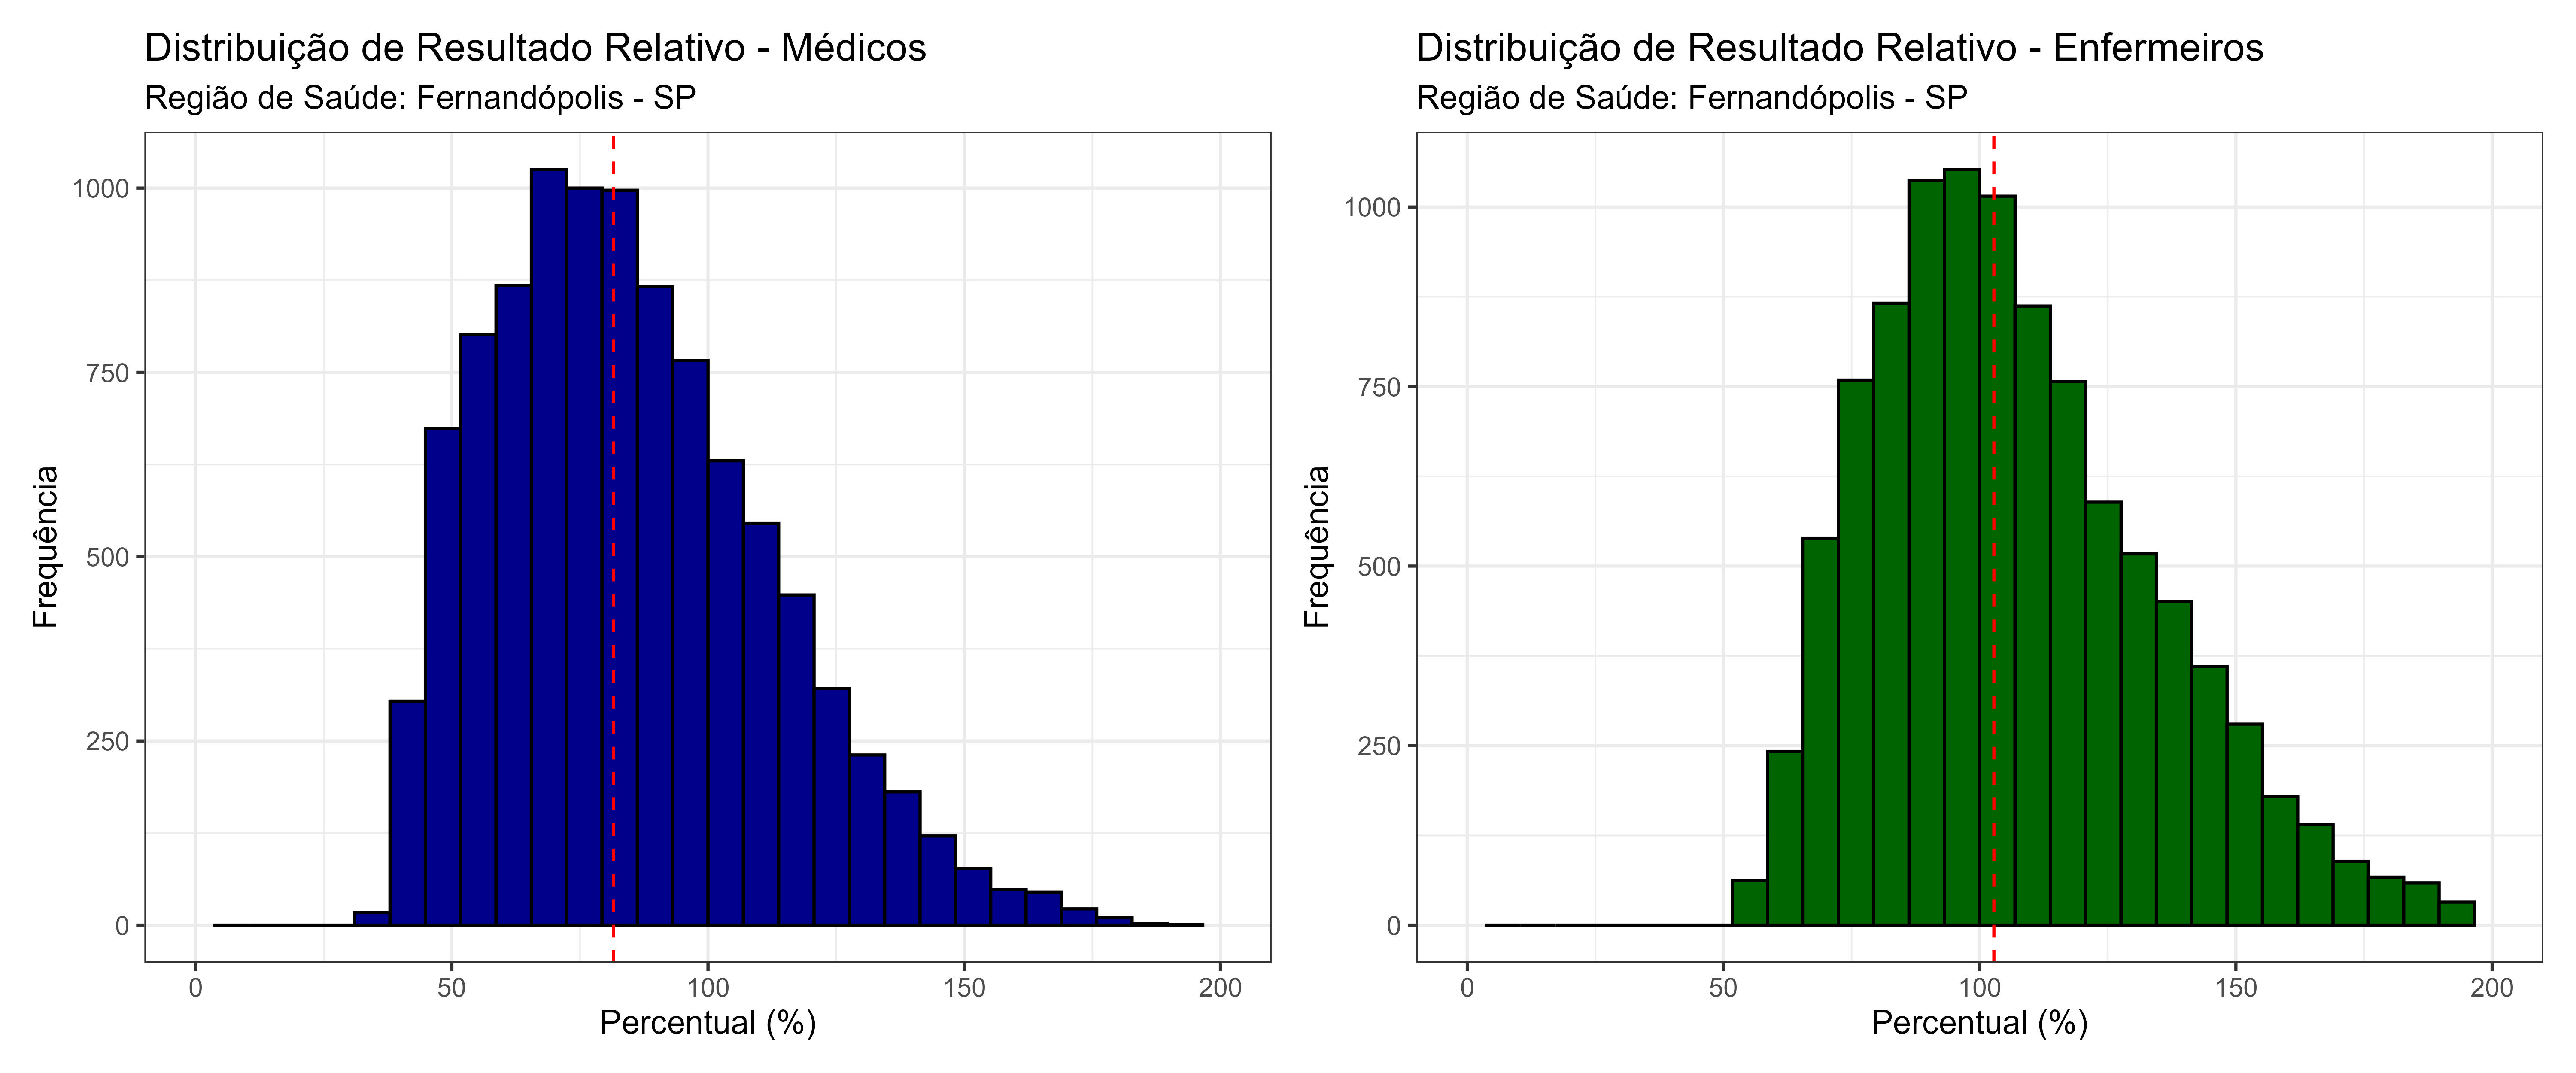 Distribuição de Resultado Relativo - Médicos
Região de Saúde: Fernandópolis - SP
Frequência
1000
750
500
250
0
0 50 100 150 200
Percentual (%)
Distribuição de Resultado Relativo - Enfermeiros
Região de Saúde: Fernandópolis - SP
Frequência
1000
750
500
250
0
0 50 100 150 200
Percentual (%)